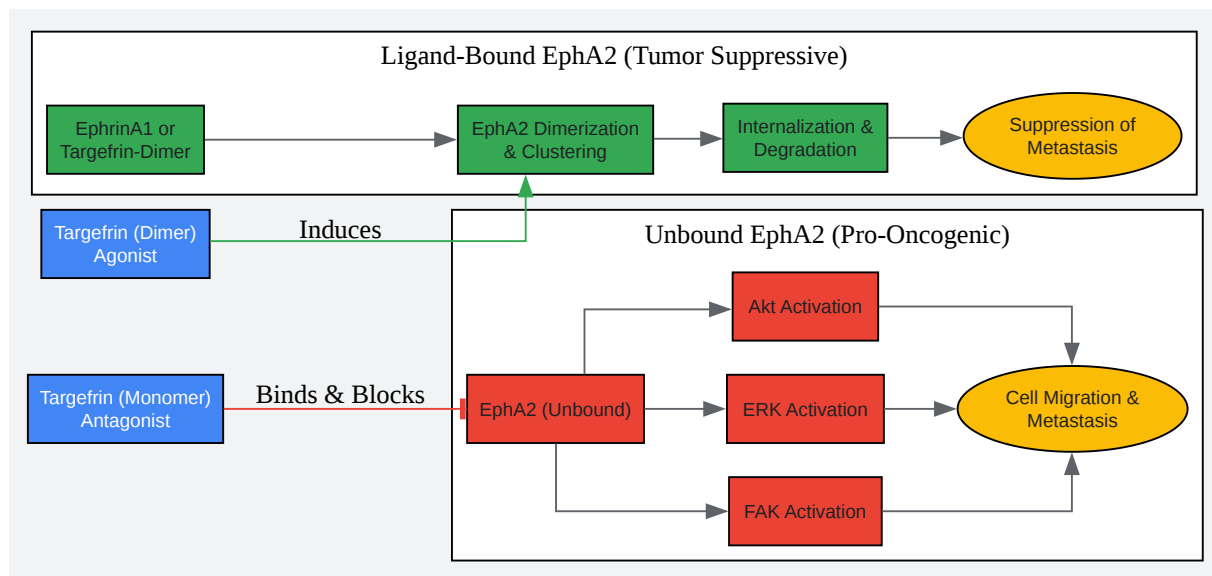 Ligand-Bound EphA2 (Tumor Suppressive)
EphrinA1 or
Targefrin-Dimer
EphA2 Dimerization
& Clustering
Internalization &
Degradation
Suppression of
Metastasis
Targefrin (Dimer)
Agonist
Induces
Unbound EphA2 (Pro-Oncogenic)
Akt Activation
Targefrin (Monomer)
Antagonist
Binds & Blocks
EphA2 (Unbound)
ERK Activation
Cell Migration &
Metastasis
FAK Activation